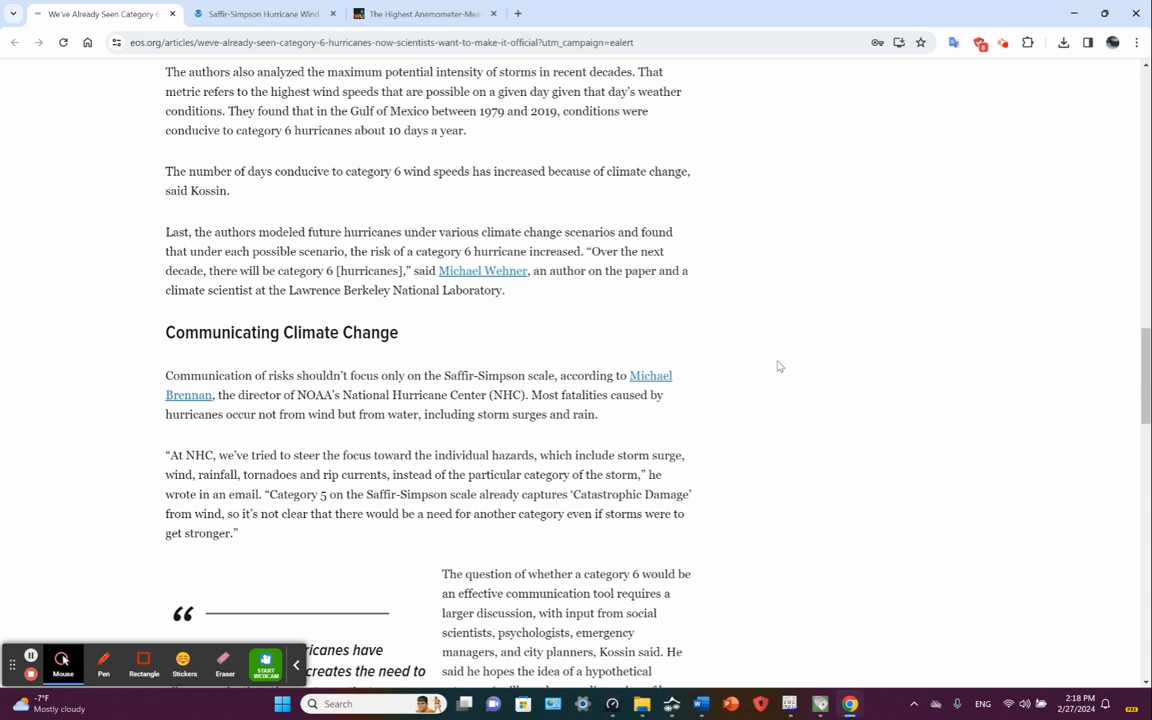 We've Already Seen Category 6
Saffir-Simpson Hurricane Wind
The Highest Anemometer-Mea
eos.org/articles/weve-already-seen-category-6-hurricanes-now-scientists-want-to-make-it-official?utm_campaign=ealert
The authors also analyzed the maximum potential intensity of storms in recent decades. That
metric refers to the highest wind speeds that are possible on a given day given that day's weather
conditions. They found that in the Gulf of Mexico between 1979 and 2019, conditions were
conducive to category 6 hurricanes about 10 days a year.
The number of days conducive to category 6 wind speeds has increased because of climate change,
said Kossin.
Last, the authors modeled future hurricanes under various climate change scenarios and found
that under each possible scenario, the risk of a category 6 hurricane increased. “Over the next
decade, there will be category 6 [hurricanes],” said Michael Wehner, an author on the paper and a
climate scientist at the Lawrence Berkeley National Laboratory.
Communicating Climate Change
Communication of risks shouldn't focus only on the Saffir-Simpson scale, according to Michael
Brennan, the director of NOAA's National Hurricane Center (NHC). Most fatalities caused by
hurricanes occur not from wind but from water, including storm surges and rain.
“At NHC, we've tried to steer the focus toward the individual hazards, which include storm surge,
wind, rainfall, tornadoes and rip currents, instead of the particular category of the storm,” he
wrote in an email. “Category 5 on the Saffir-Simpson scale already captures ‘Catastrophic Damage’
from wind, so it's not clear that there would be a need for another category even if storms were to
get stronger.”
The question of whether a category 6 would be
an effective communication tool requires a
larger discussion, with input from social
scientists, psychologists, emergency
managers, and city planners, Kossin said. He
said he hopes the idea of a hypothetical
“
ricanes have
creates the need to
Mouse
Pen
Rectangle
Stickers
Eraser
START
WEBCAM
-7°F
Mostly cloudy
Search
ENG
2:18 PM
2/27/2024